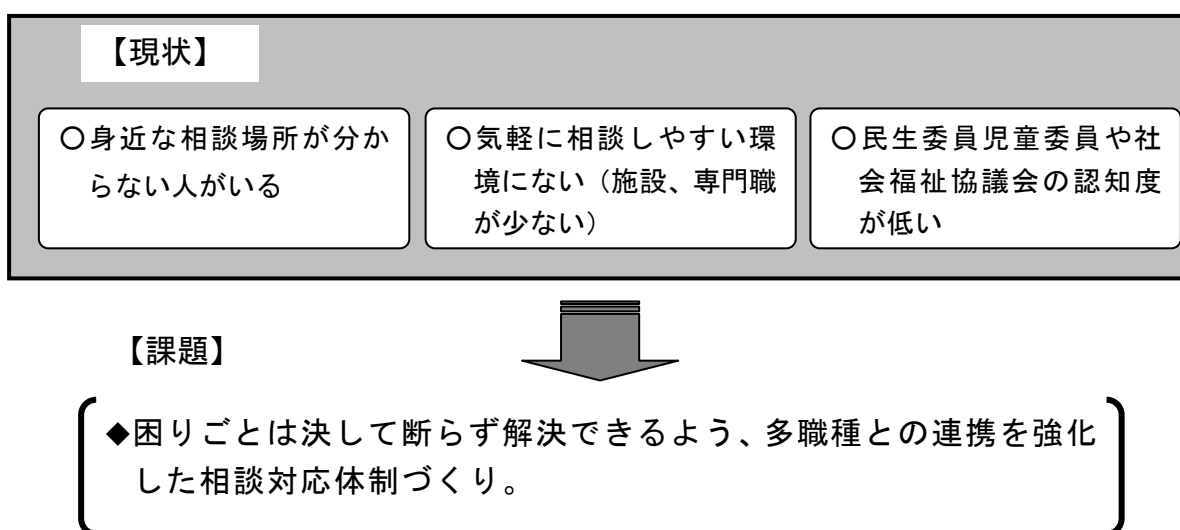 【現状】
〇身近な相談場所が分か
らない人がいる
〇気軽に相談しやすい環
境にない（施設、専門職
が少ない）
〇民生委員児童委員や社
会福祉協議会の認知度
が低い
【課題】
◆困りごとは決して断らず解決できるよう、多職種との連携を強化
した相談対応体制づくり。